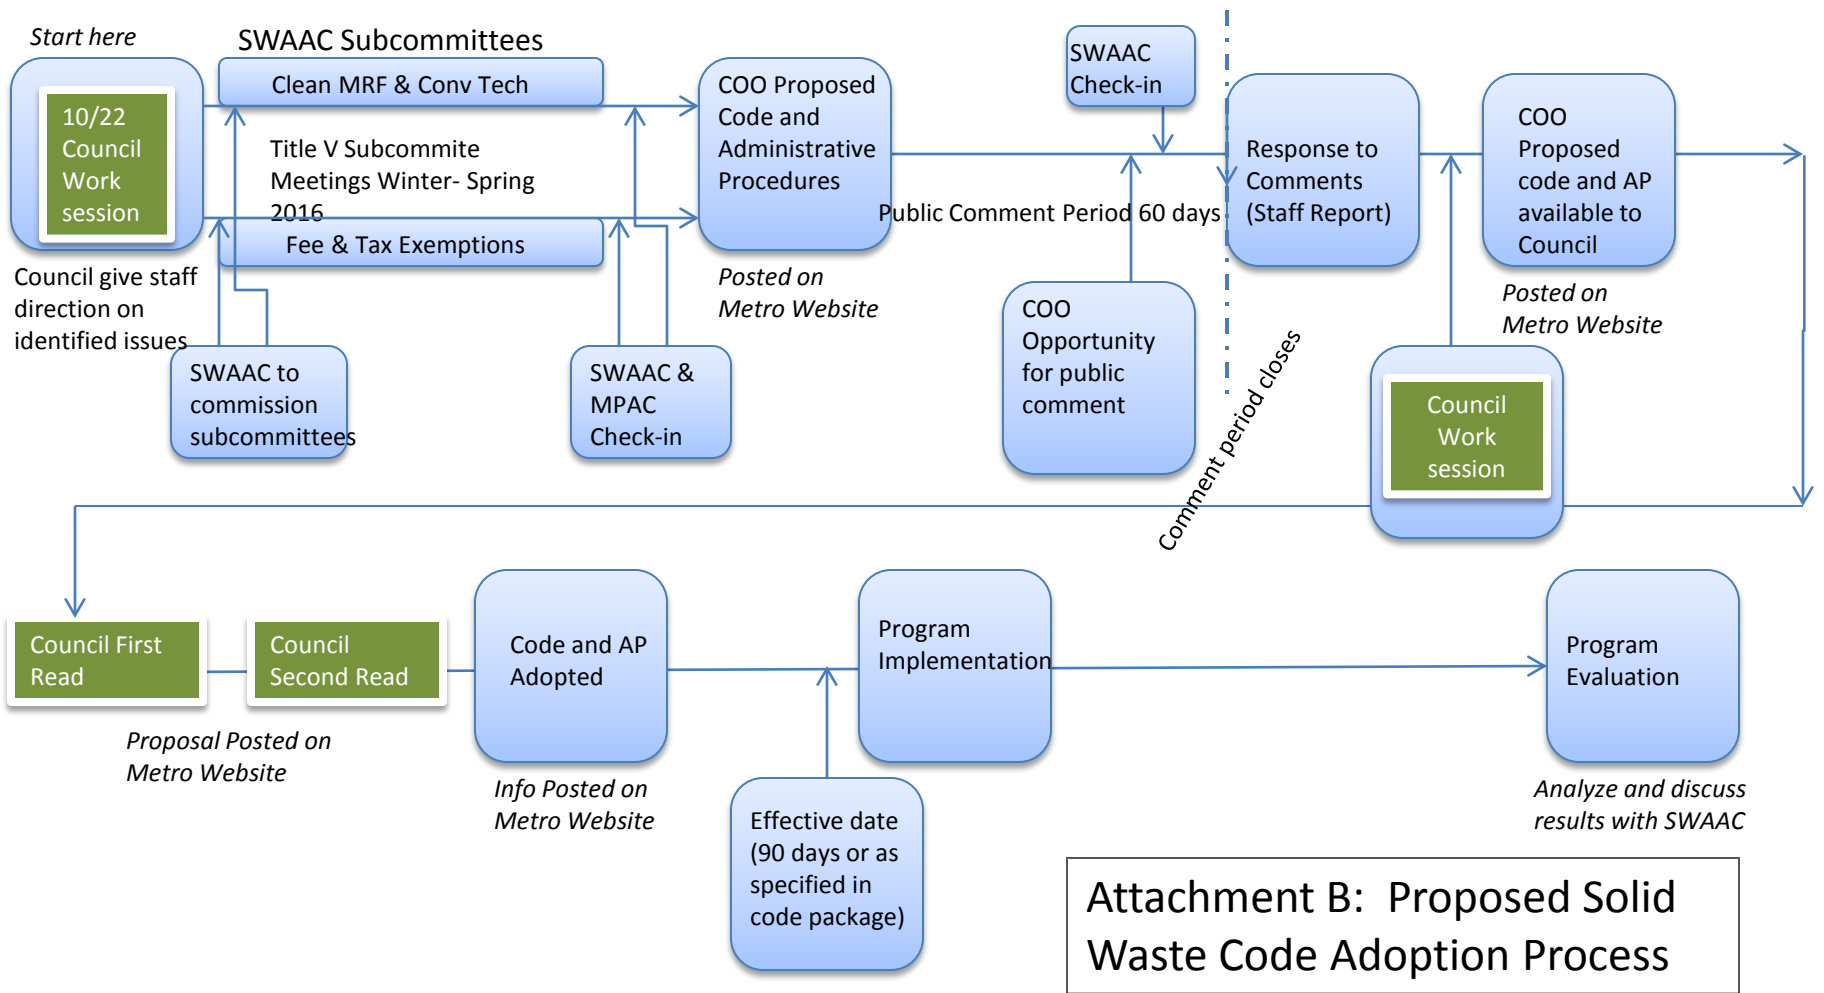 Start here
10/22
Council
Work
session
Council give staff
direction on
identified issues
SWAAC Subcommittees
Clean MRF & Conv Tech
Title V Subcommite
Meetings Winter- Spring
2016
Fee & Tax Exemptions
SWAAC to
commission
subcommittees
SWAAC &
MPAC
Check-in
COO Proposed
Code and
Administrative
Procedures
Posted on
Metro Website
SWAAC
Check-in
Public Comment Period 60 days
COO
Opportunity
for public
comment
Comment period closes
Response to
Comments
(Staff Report)
Council
Work
session
COO
Proposed
code and AP
available to
Council
Posted on
Metro Website
Council First
Read
Council
Second Read
Proposal Posted on
Metro Website
Code and AP
Adopted
Info Posted on
Metro Website
Effective date
(90 days or as
specified in
code package)
Program
Implementation
Program
Evaluation
Analyze and discuss
results with SWAAC
Attachment B:  Proposed Solid
Waste Code Adoption Process